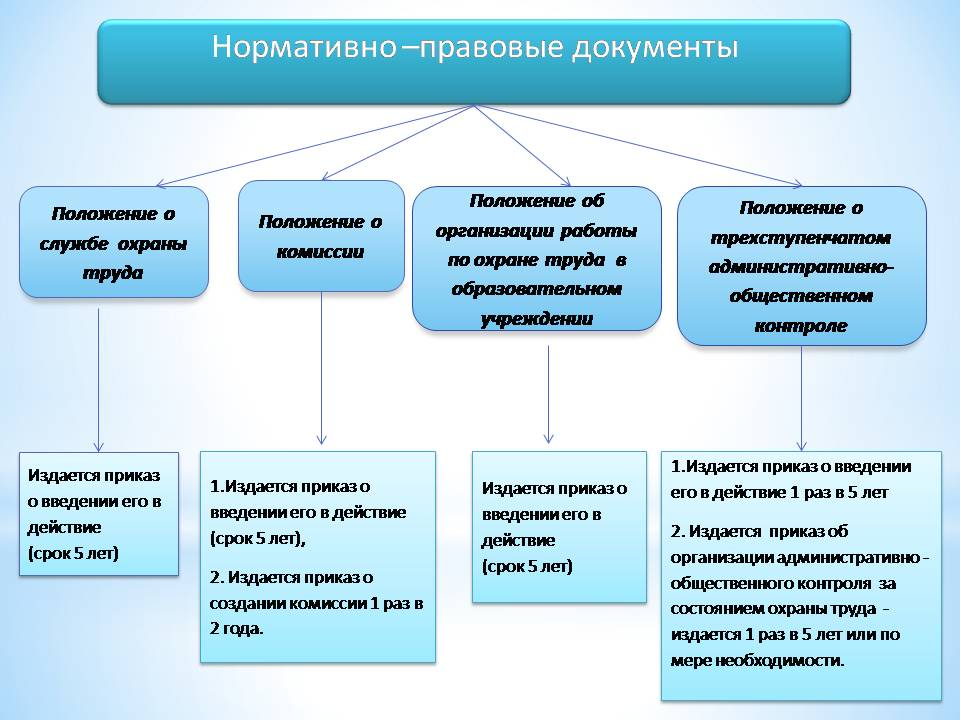 Нормативно –правовые документы
Положение о
службе охраны
труда
Положение о
комиссии
Положение об
организации работы
по охране труда в
образовательном
учреждении
Положение о
трехступенчатом
административно-
общественном
контроле
Издается приказ
о введении его в
действие
(срок 5 лет)
1.Издается приказ о
введении его в действие
(срок 5 лет),
2. Издается приказ о
создании комиссии 1 раз в
2 года.
Издается приказ о
введении его в
действие
(срок 5 лет)
1.Издается приказ о введении
его в действие 1 раз в 5 лет
2. Издается приказ об
организации административно -
общественного контроля за
состоянием охраны труда -
издается 1 раз в 5 лет или по
мере необходимости.